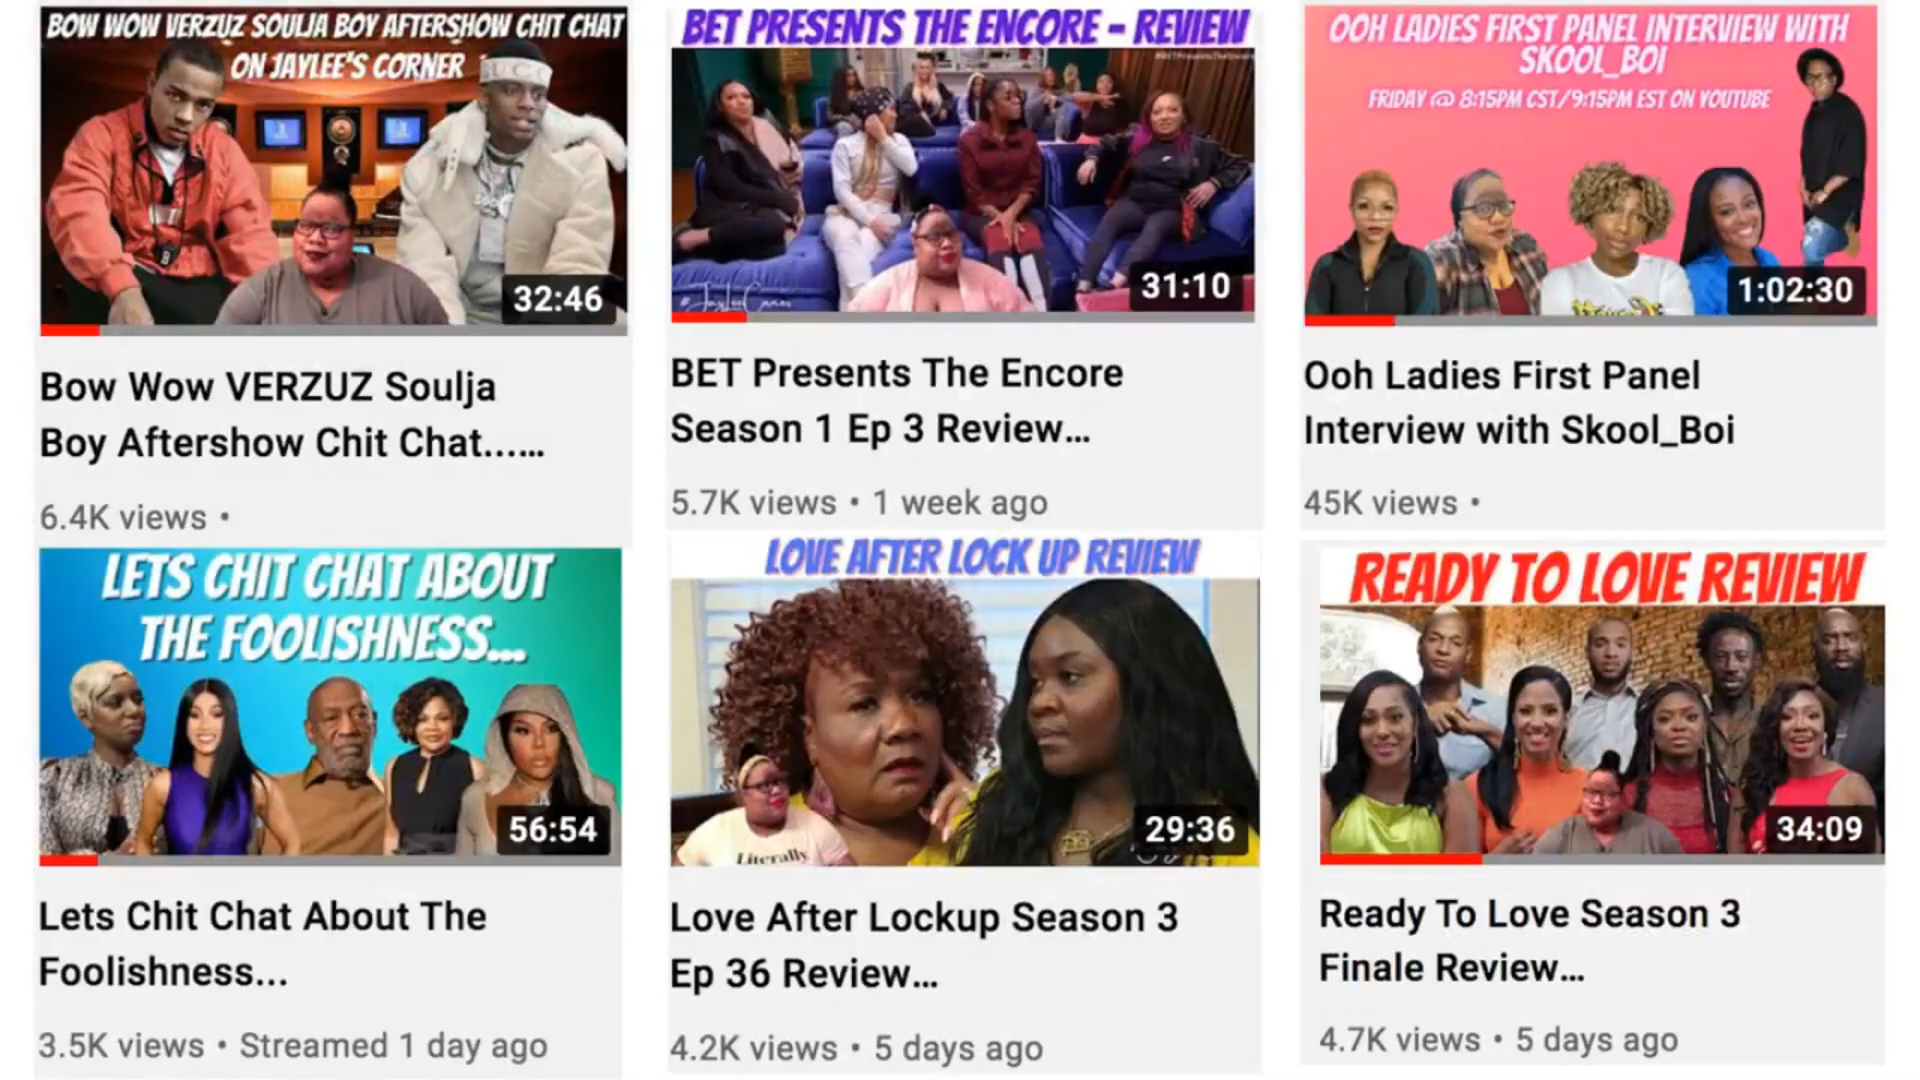 BOW WOW VERZUZ SOULJA BOY AFTERSHOW CHIT CHAT
ON JAYLEE'S CORNER
32:46
Bow Wow VERZUZ Soulja
Boy Aftershow Chit Chat......
6.4K views •
BET PRESENTS THE ENCORE - REVIEW
#BETPresentsTheEncore
31:10
BET Presents The Encore
Season 1 Ep 3 Review...
5.7K views • 1 week ago
OOH LADIES FIRST PANEL INTERVIEW WITH
SKOOL_BOI
FRIDAY @ 8:15PM CST/9:15PM EST ON YOUTUBE
1:02:30
Ooh Ladies First Panel
Interview with Skool_Boi
45K views •
LETS CHIT CHAT ABOUT
THE FOOLISHNESS...
56:54
Lets Chit Chat About The
Foolishness...
3.5K views • Streamed 1 day ago
LOVE AFTER LOCK UP REVIEW
Literally
29:36
Love After Lockup Season 3
Ep 36 Review...
4.2K views • 5 days ago
READY TO LOVE REVIEW
34:09
Ready To Love Season 3
Finale Review...
4.7K views • 5 days ago